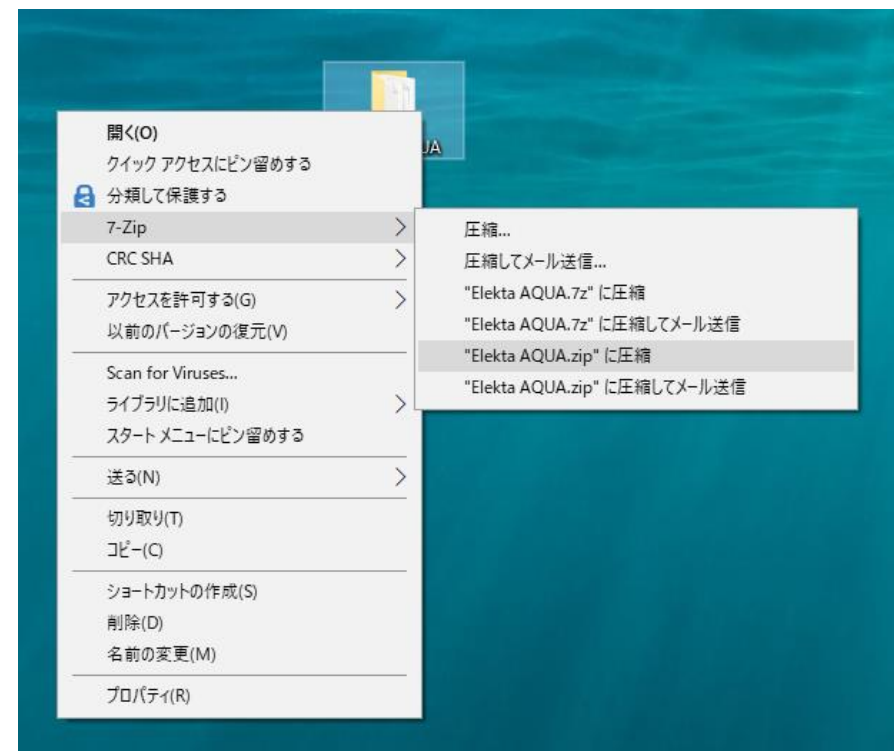 UA
開く(O)
クイック アクセスにピン留めする
分類して保護する
7-Zip
CRC SHA
アクセスを許可する(G)
以前のバージョンの復元(V)
Scan for Viruses...
ライブラリに追加(I)
スタート メニューにピン留めする
送る(N)
切り取り(T)
コピー(C)
ショートカットの作成(S)
削除(D)
名前の変更(M)
プロパティ(R)
圧縮...
圧縮してメール送信...
"Elekta AQUA.7z" に圧縮
"Elekta AQUA.7z" に圧縮してメール送信
"Elekta AQUA.zip" に圧縮
"Elekta AQUA.zip" に圧縮してメール送信